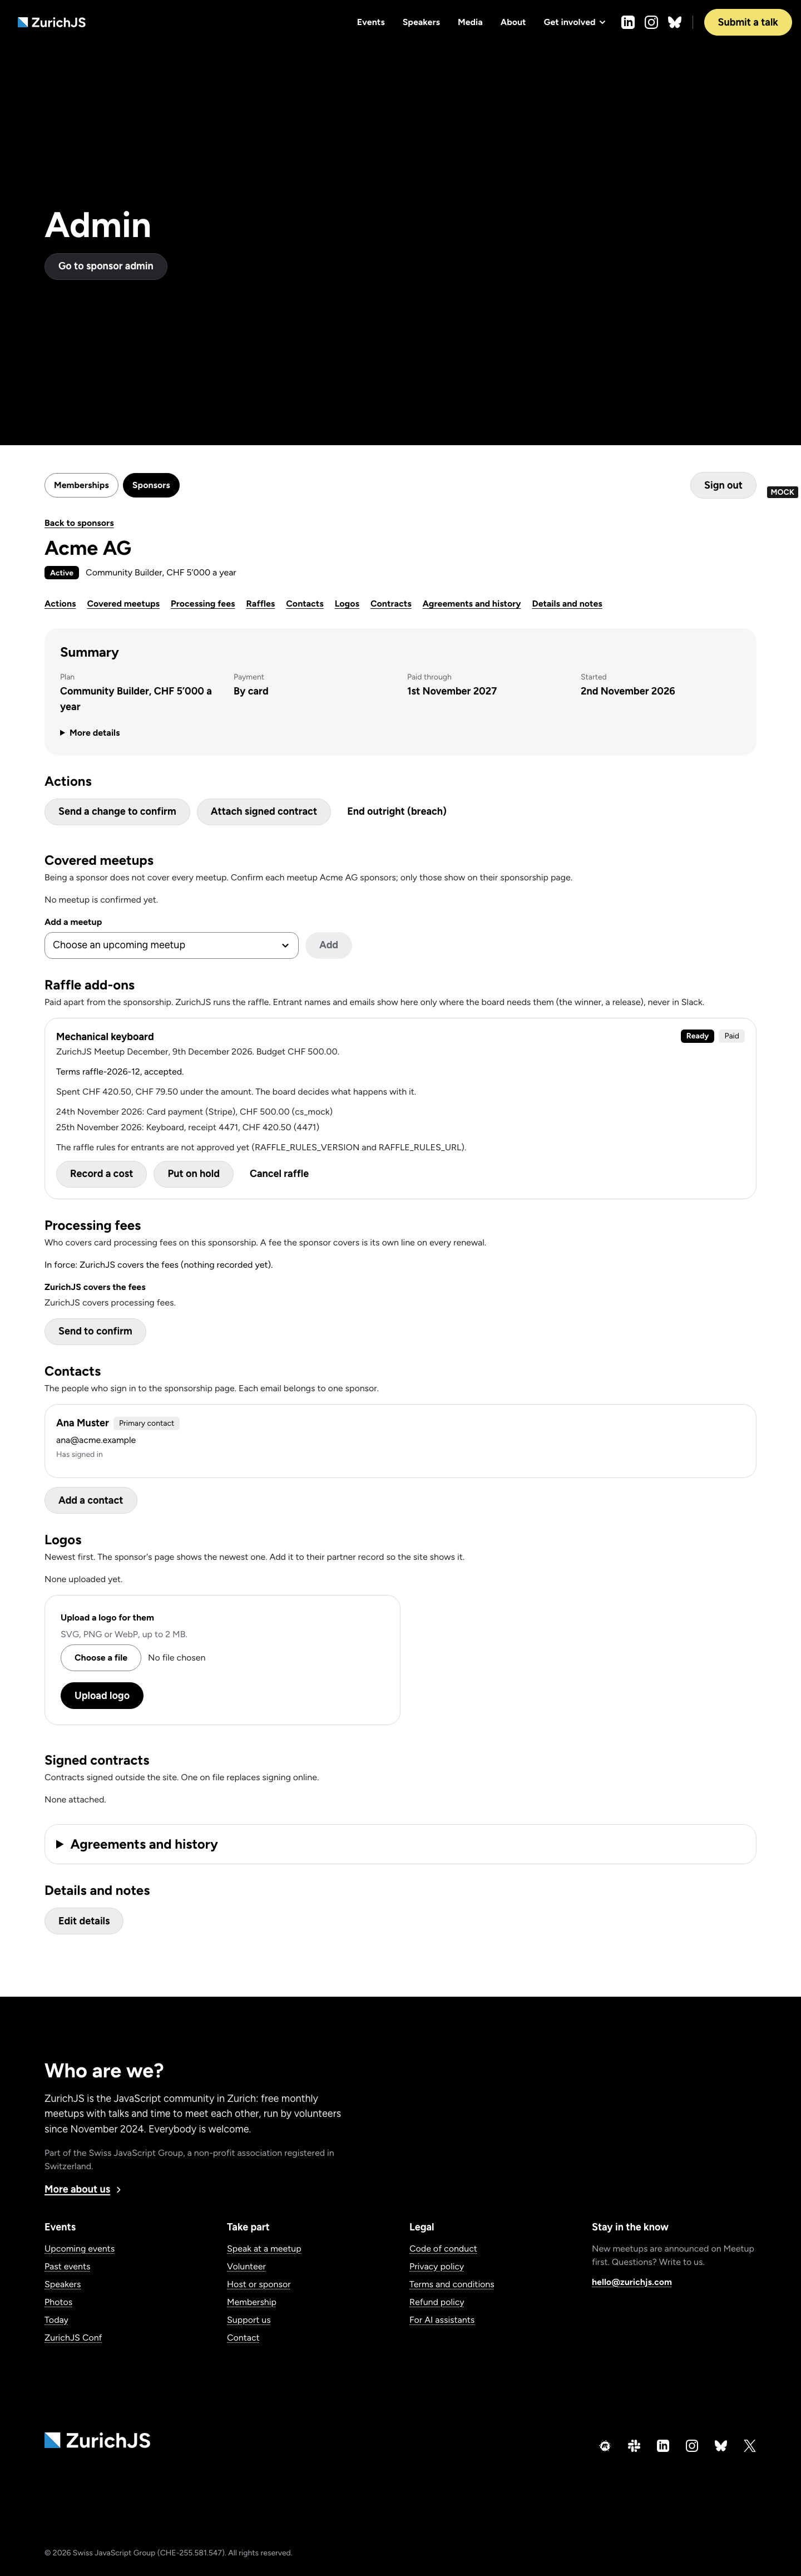 ZurichJS
Events
Speakers
Media
About
Get involved
Submit a talk
Admin
Go to sponsor admin
Memberships
Sponsors
Sign out
MOCK
Back to sponsors
Acme AG
Active
Community Builder, CHF 5'000 a year
Actions
Covered meetups
Processing fees
Raffles
Contacts
Logos
Contracts
Agreements and history
Details and notes
Summary
Plan
Community Builder, CHF 5'000 a
year
Payment
By card
Paid through
1st November 2027
Started
2nd November 2026
More details
Actions
Send a change to confirm
Attach signed contract
End outright (breach)
Covered meetups
Being a sponsor does not cover every meetup. Confirm each meetup Acme AG sponsors; only those show on their sponsorship page.
No meetup is confirmed yet.
Add a meetup
Choose an upcoming meetup
Add
Raffle add-ons
Paid apart from the sponsorship. ZurichJS runs the raffle. Entrant names and emails show here only where the board needs them (the winner, a release), never in Slack.
Mechanical keyboard
Ready
Paid
ZurichJS Meetup December, 9th December 2026. Budget CHF 500.00.
Terms raffle-2026-12, accepted.
Spent CHF 420.50, CHF 79.50 under the amount. The board decides what happens with it.
24th November 2026: Card payment (Stripe), CHF 500.00 (cs_mock)
25th November 2026: Keyboard, receipt 4471, CHF 420.50 (4471)
The raffle rules for entrants are not approved yet (RAFFLE_RULES_VERSION and RAFFLE_RULES_URL).
Record a cost
Put on hold
Cancel raffle
Processing fees
Who covers card processing fees on this sponsorship. A fee the sponsor covers is its own line on every renewal.
In force: ZurichJS covers the fees (nothing recorded yet).
ZurichJS covers the fees
ZurichJS covers processing fees.
Send to confirm
Contacts
The people who sign in to the sponsorship page. Each email belongs to one sponsor.
Ana Muster
Primary contact
ana@acme.example
Has signed in
Add a contact
Logos
Newest first. The sponsor's page shows the newest one. Add it to their partner record so the site shows it.
None uploaded yet.
Upload a logo for them
SVG, PNG or WebP, up to 2 MB.
Choose a file
No file chosen
Upload logo
Signed contracts
Contracts signed outside the site. One on file replaces signing online.
None attached.
Agreements and history
Details and notes
Edit details
Who are we?
ZurichJS is the JavaScript community in Zurich: free monthly
meetups with talks and time to meet each other, run by volunteers
since November 2024. Everybody is welcome.
Part of the Swiss JavaScript Group, a non-profit association registered in
Switzerland.
More about us
Events
Upcoming events
Past events
Speakers
Photos
Today
ZurichJS Conf
Take part
Speak at a meetup
Volunteer
Host or sponsor
Membership
Support us
Contact
Legal
Code of conduct
Privacy policy
Terms and conditions
Refund policy
For AI assistants
Stay in the know
New meetups are announced on Meetup
first. Questions? Write to us.
hello@zurichjs.com
ZurichJS
© 2026 Swiss JavaScript Group (CHE-255.581.547). All rights reserved.